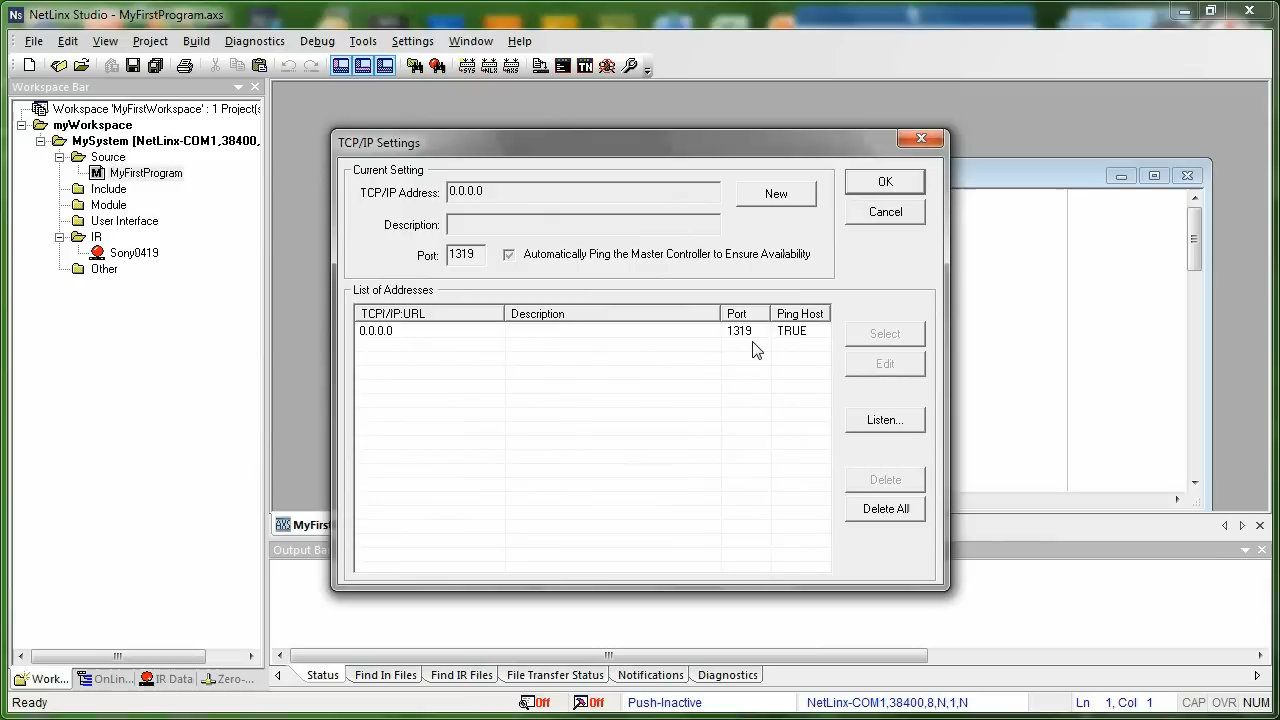 NetLinx Studio - MyFirstProgram.axs
File Edit View Project Build Diagnostics Debug Tools Settings Window Help
Workspace Bar
Workspace 'MyFirstWorkspace' : 1 Project(s
myWorkspace
MySystem [NetLinx-COM1,38400,
Source
MyFirstProgram
Include
Module
User Interface
IR
Sony0419
Other
Work... OnLin... IR Data Zero-...
TCP/IP Settings
Current Setting
TCP/IP Address: 0.0.0.0 New
Description:
Port: 1319 Automatically Ping the Master Controller to Ensure Availability
OK
Cancel
List of Addresses
TCPI/IP:URL Description Port Ping Host
0.0.0.0 1319 TRUE
Select
Edit
Listen...
Delete
Delete All
MyFirs
Output Ba
Status Find In Files Find IR Files File Transfer Status Notifications Diagnostics
Ready Off Off Push-Inactive NetLinx-COM1,38400,8,N,1,N Ln 1, Col 1 CAP OVR NUM